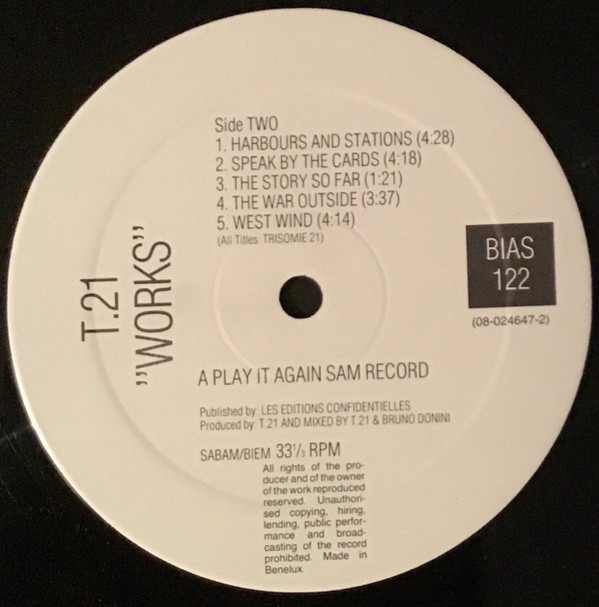 Side TWO
1. HARBOURS AND STATIONS (4:28)
2. SPEAK BY THE CARDS (4:18)
3. THE STORY SO FAR (1:21)
4. THE WAR OUTSIDE (3:37)
5. WEST WIND (4:14)
(All Titles: TRISOMIE 21)
T.21
”WORKS”
BIAS
122
(08-024647-2)
A PLAY IT AGAIN SAM RECORD
Published by: LES EDITIONS CONFIDENTIELLES
Produced by: T.21 AND MIXED BY T.21 & BRUNO DONINI
SABAM/BIEM 33 1/3 RPM
All rights of the pro-
ducer and of the owner
of the work reproduced
reserved. Unauthori-
sed copying, hiring,
lending, public perfor-
mance and broad-
casting of the record
prohibited. Made in
Benelux.